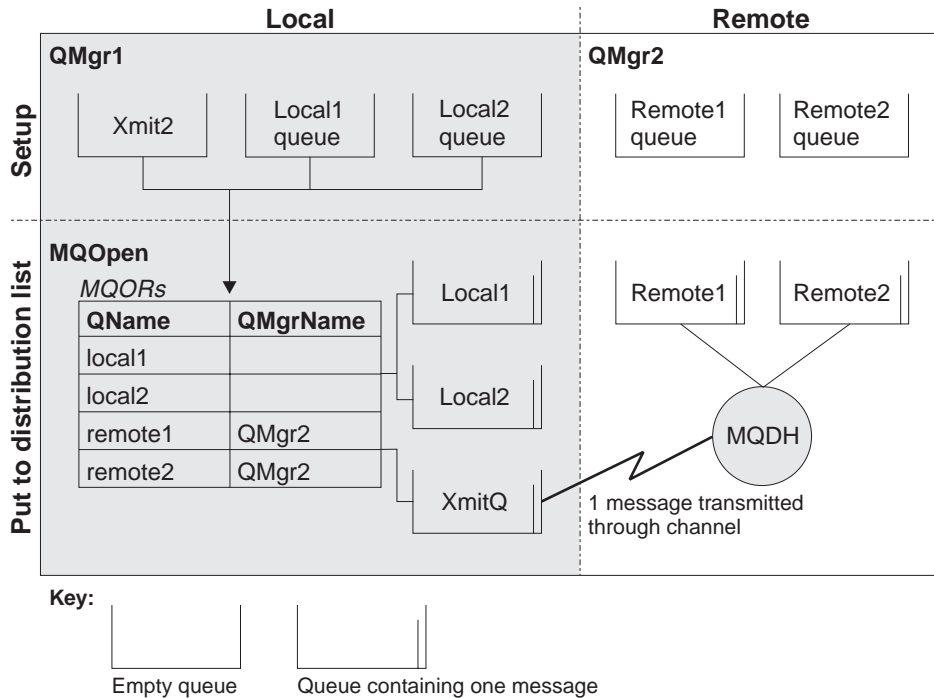 Local
Remote
Setup
QMgr1
Xmit2
Local1
queue
Local2
queue
QMgr2
Remote1
queue
Remote2
queue
Put to distribution list
MQOpen
MQORs
QName QMgrName
local1
local2
remote1 QMgr2
remote2 QMgr2
Local1
Local2
XmitQ
Remote1
Remote2
MQDH
1 message transmitted
through channel
Key:
Empty queue
Queue containing one message